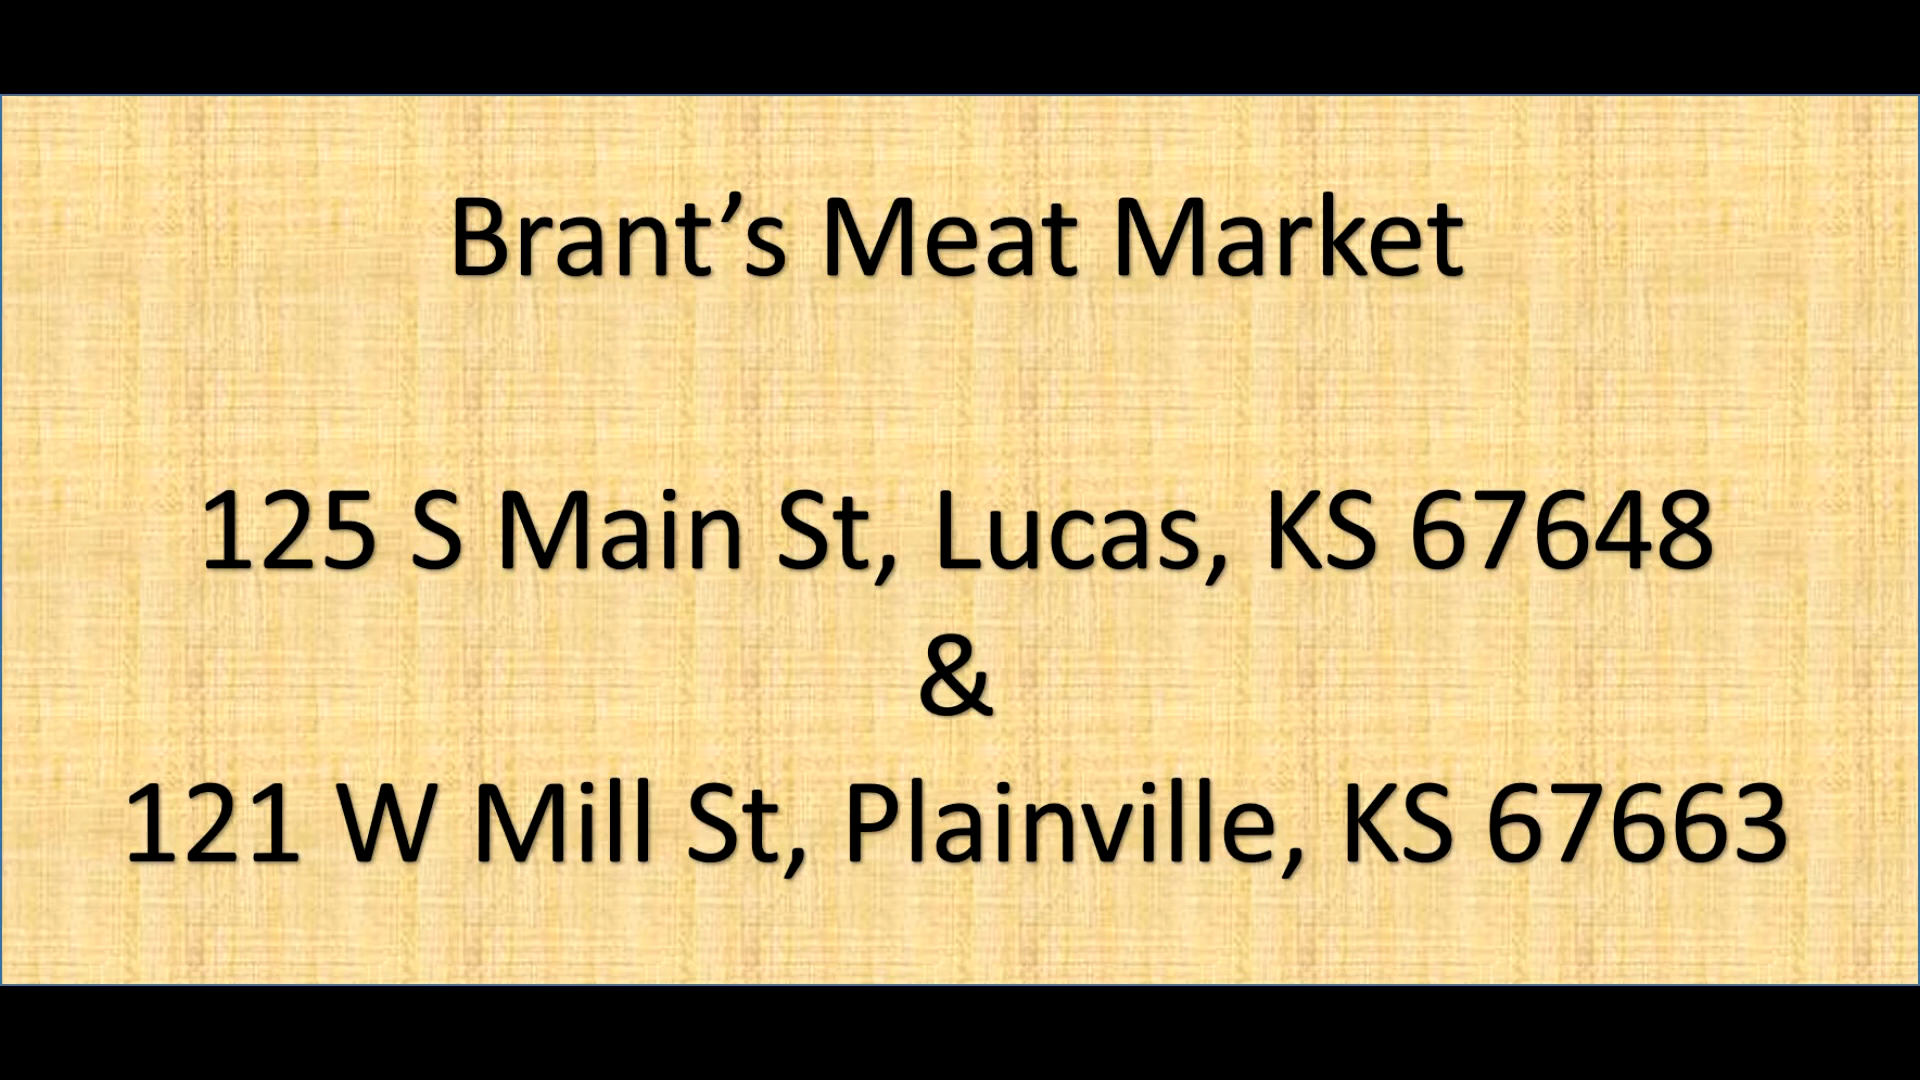 Brant’s Meat Market
125 S Main St, Lucas, KS 67648
&
121 W Mill St, Plainville, KS 67663